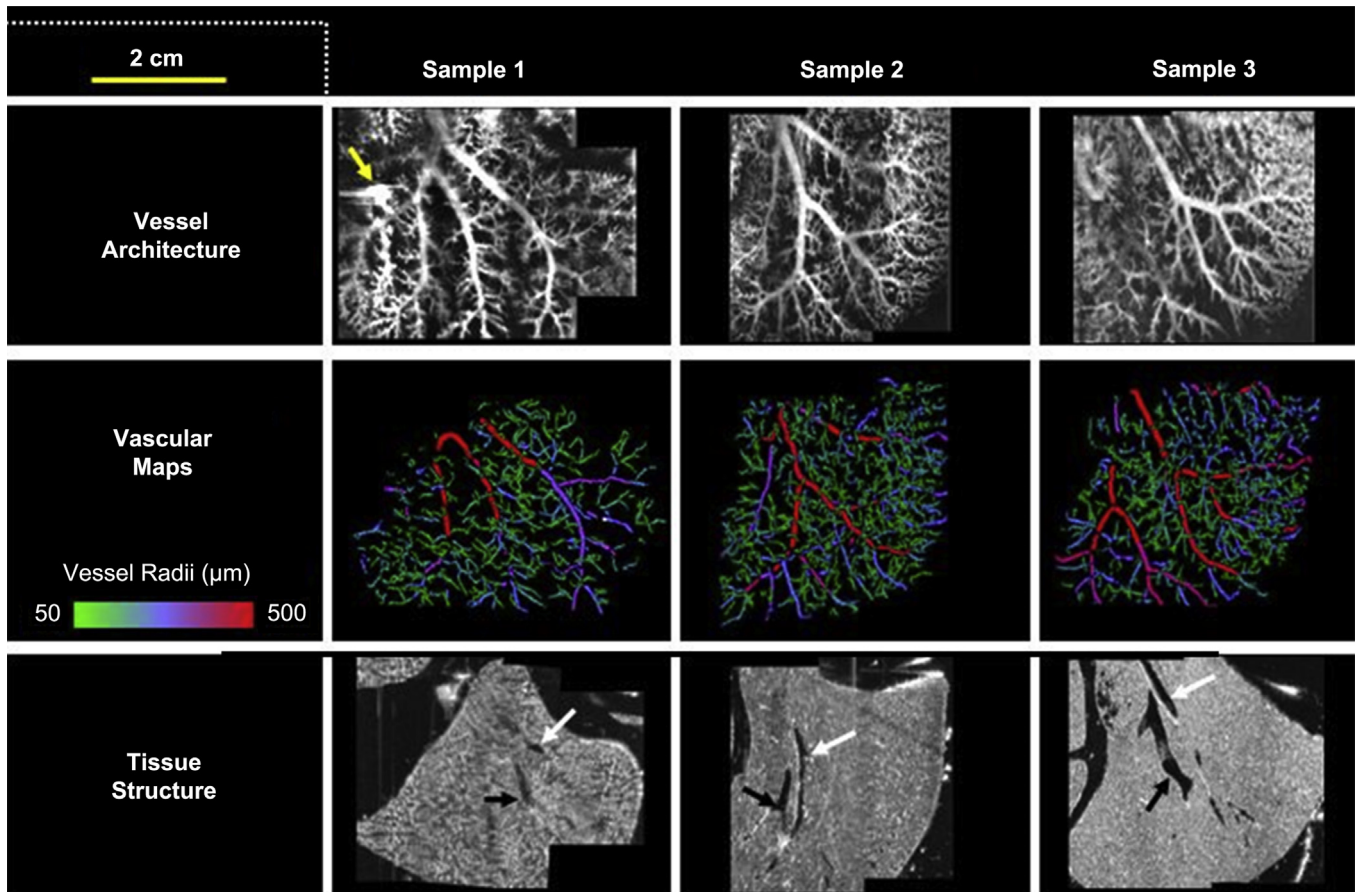 2 cm
Sample 1
Sample 2
Sample 3
Vessel
Architecture
Vascular
Maps
Vessel Radii (µm)
50
500
Tissue
Structure